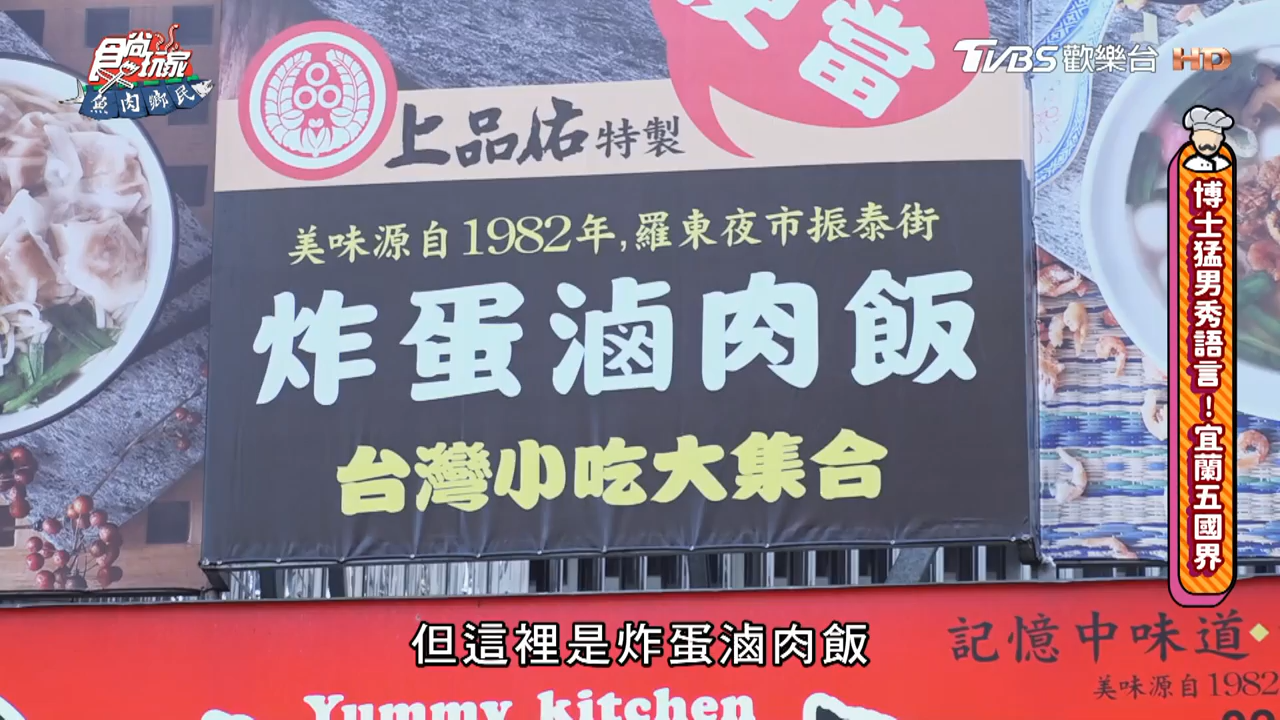 食尚玩家
魚肉鄉民
TVBS歡樂台 HD
便當
上品佑特製
美味源自1982年,羅東夜市振泰街
炸蛋滷肉飯
台灣小吃大集合
博士猛男秀語言!宜蘭五國界
但這裡是炸蛋滷肉飯
記憶中味道
美味源自1982
Yummy kitchen